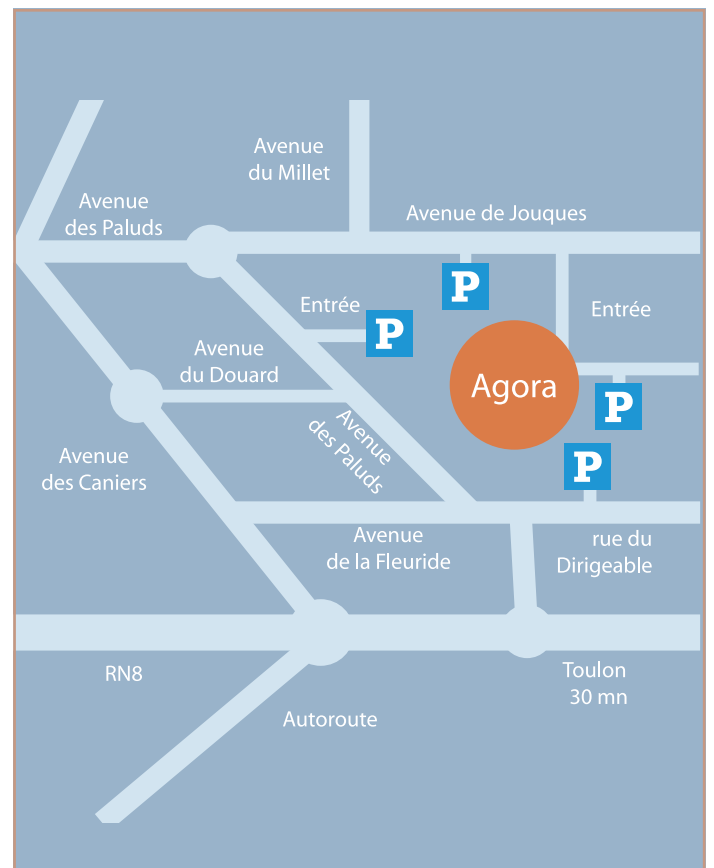 Avenue
du Millet
Avenue
des Paluds
Avenue de Jouques
P
Entrée
P
Entrée
Avenue
du Douard
Agora
P
Avenue
des Paluds
Avenue
des Caniers
P
Avenue
de la Fleuride
rue du
Dirigeable
RN8
Toulon
30 mn
Autoroute